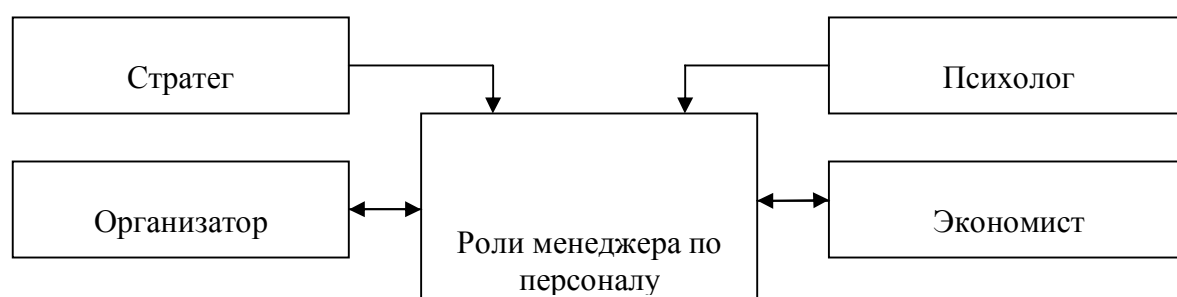 Стратег
Психолог
Организатор
Экономист
Роли менеджера по
персоналу